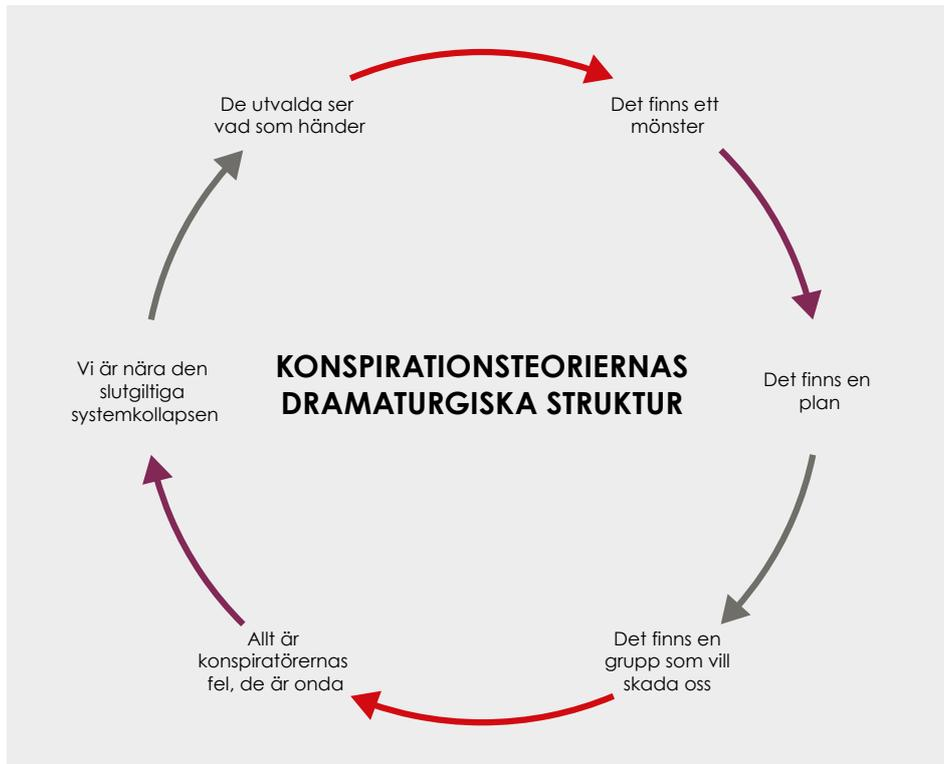 De utvalda ser
vad som händer
Det finns ett
mönster
Vi är nära den
slutgiltiga
systemkollapsen
KONSPIRATIONSTEORIERNAS
DRAMATURGISKA STRUKTUR
Det finns en
plan
Allt är
konspiratörernas
fel, de är onda
Det finns en
grupp som vill
skada oss